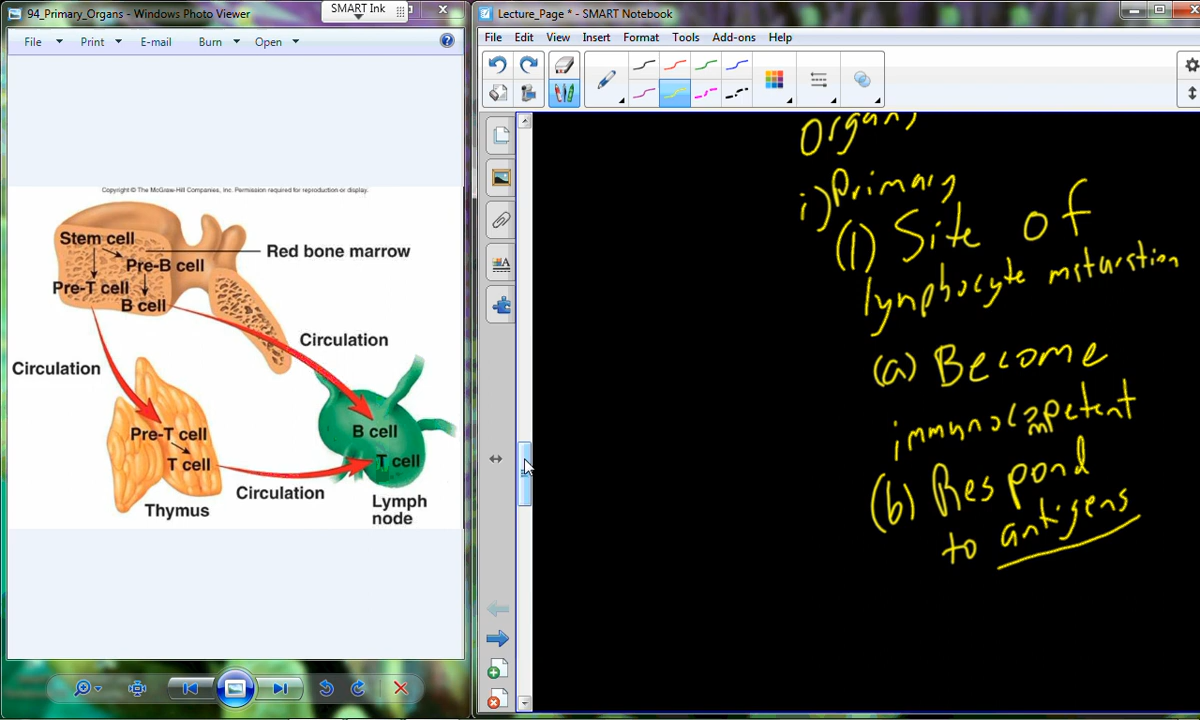 94_Primary_Organs - Windows Photo Viewer
SMART Ink
File Print E-mail Burn Open
Copyright © The McGraw-Hill Companies, Inc. Permission required for reproduction or display.
Stem cell
Red bone marrow
Pre-B cell
Pre-T cell
B cell
Circulation
Circulation
Pre-T cell
B cell
T cell
T cell
Circulation
Thymus
Lymph
node
Lecture_Page * - SMART Notebook
File Edit View Insert Format Tools Add-ons Help
Organs
i) Primary
(1) Site of
lymphocyte maturation
(a) Become
immunocompetent
(b) Respond
to antigens